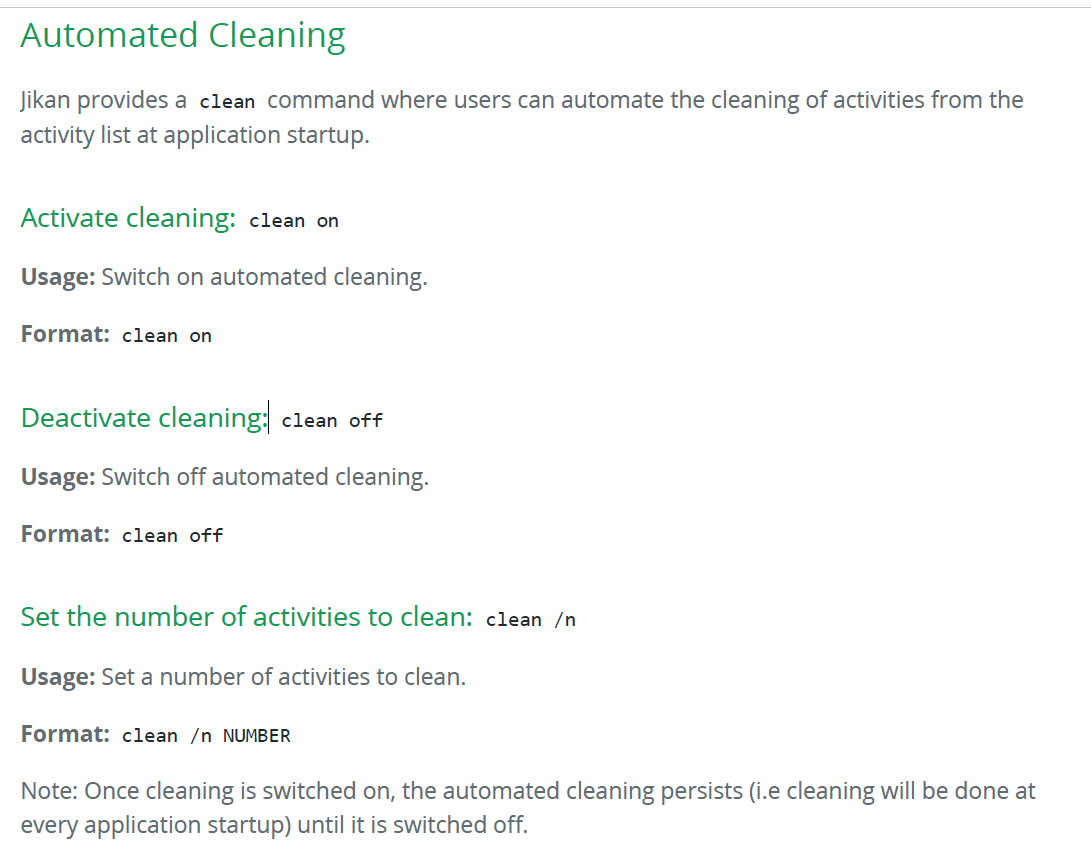 Automated Cleaning
Jikan provides a clean command where users can automate the cleaning of activities from the
activity list at application startup.
Activate cleaning: clean on
Usage: Switch on automated cleaning.
Format: clean on
Deactivate cleaning: clean off
Usage: Switch off automated cleaning.
Format: clean off
Set the number of activities to clean: clean /n
Usage: Set a number of activities to clean.
Format: clean /n NUMBER
Note: Once cleaning is switched on, the automated cleaning persists (i.e cleaning will be done at
every application startup) until it is switched off.